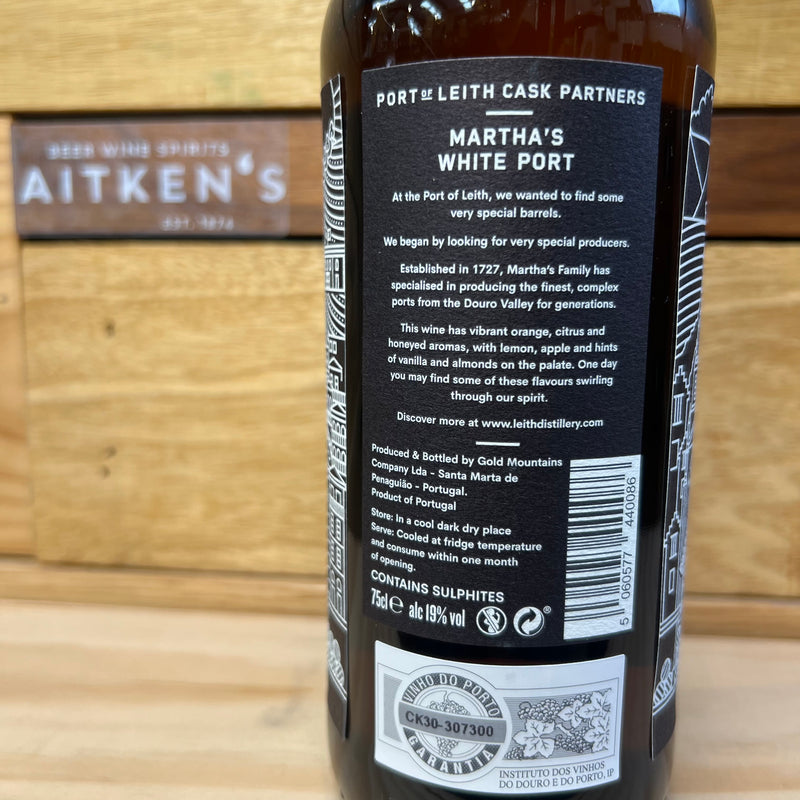 BEER WINE SPIRITS
AITKEN'S
EST. 1874
PORT OF LEITH CASK PARTNERS
MARTHA'S
WHITE PORT
At the Port of Leith, we wanted to find some
very special barrels.
We began by looking for very special producers.
Established in 1727, Martha's Family has
specialised in producing the finest, complex
ports from the Douro Valley for generations.
This wine has vibrant orange, citrus and
honeyed aromas, with lemon, apple and hints
of vanilla and almonds on the palate. One day
you may find some of these flavours swirling
through our spirit.
Discover more at www.leithdistillery.com
Produced & Bottled by Gold Mountains
Company Lda - Santa Marta de
Penaguião - Portugal.
Product of Portugal
Store: In a cool dark dry place
Serve: Cooled at fridge temperature
and consume within one month
of opening.
CONTAINS SULPHITES
75cl e alc 19% vol
®
5 060577 440086
VINHO DO PORTO
CK30-307300
GARANTIA
INSTITUTO DOS VINHOS
DO DOURO E DO PORTO, IP